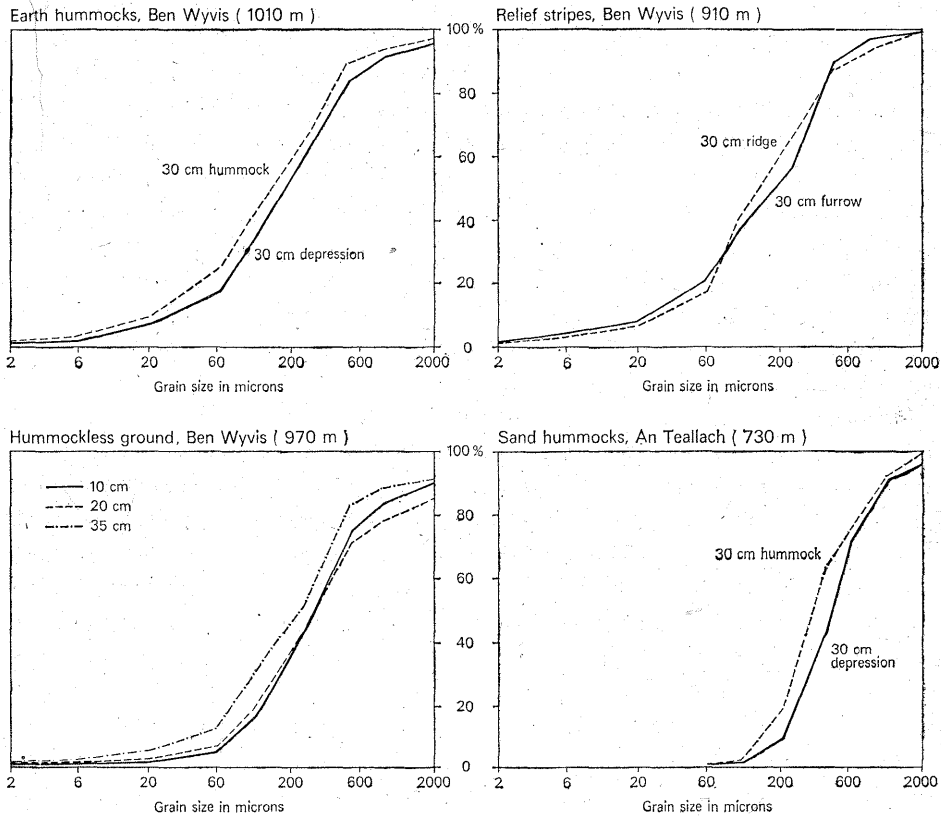 Earth hummocks, Ben Wyvis ( 1010 m )
30 cm hummock
30 cm depression
2 6 20 60 200 600 2000
Grain size in microns
100 %
80
60
40
20
0
Relief stripes, Ben Wyvis ( 910 m )
30 cm ridge
30 cm furrow
2 6 20 60 200 600 2000
Grain size in microns
Hummockless ground, Ben Wyvis ( 970 m )
10 cm
20 cm
35 cm
2 6 20 60 200 600 2000
Grain size in microns
100 %
80
60
40
20
0
Sand hummocks, An Teallach ( 730 m )
30 cm hummock
30 cm
depression
2 6 20 60 200 600 2000
Grain size in microns